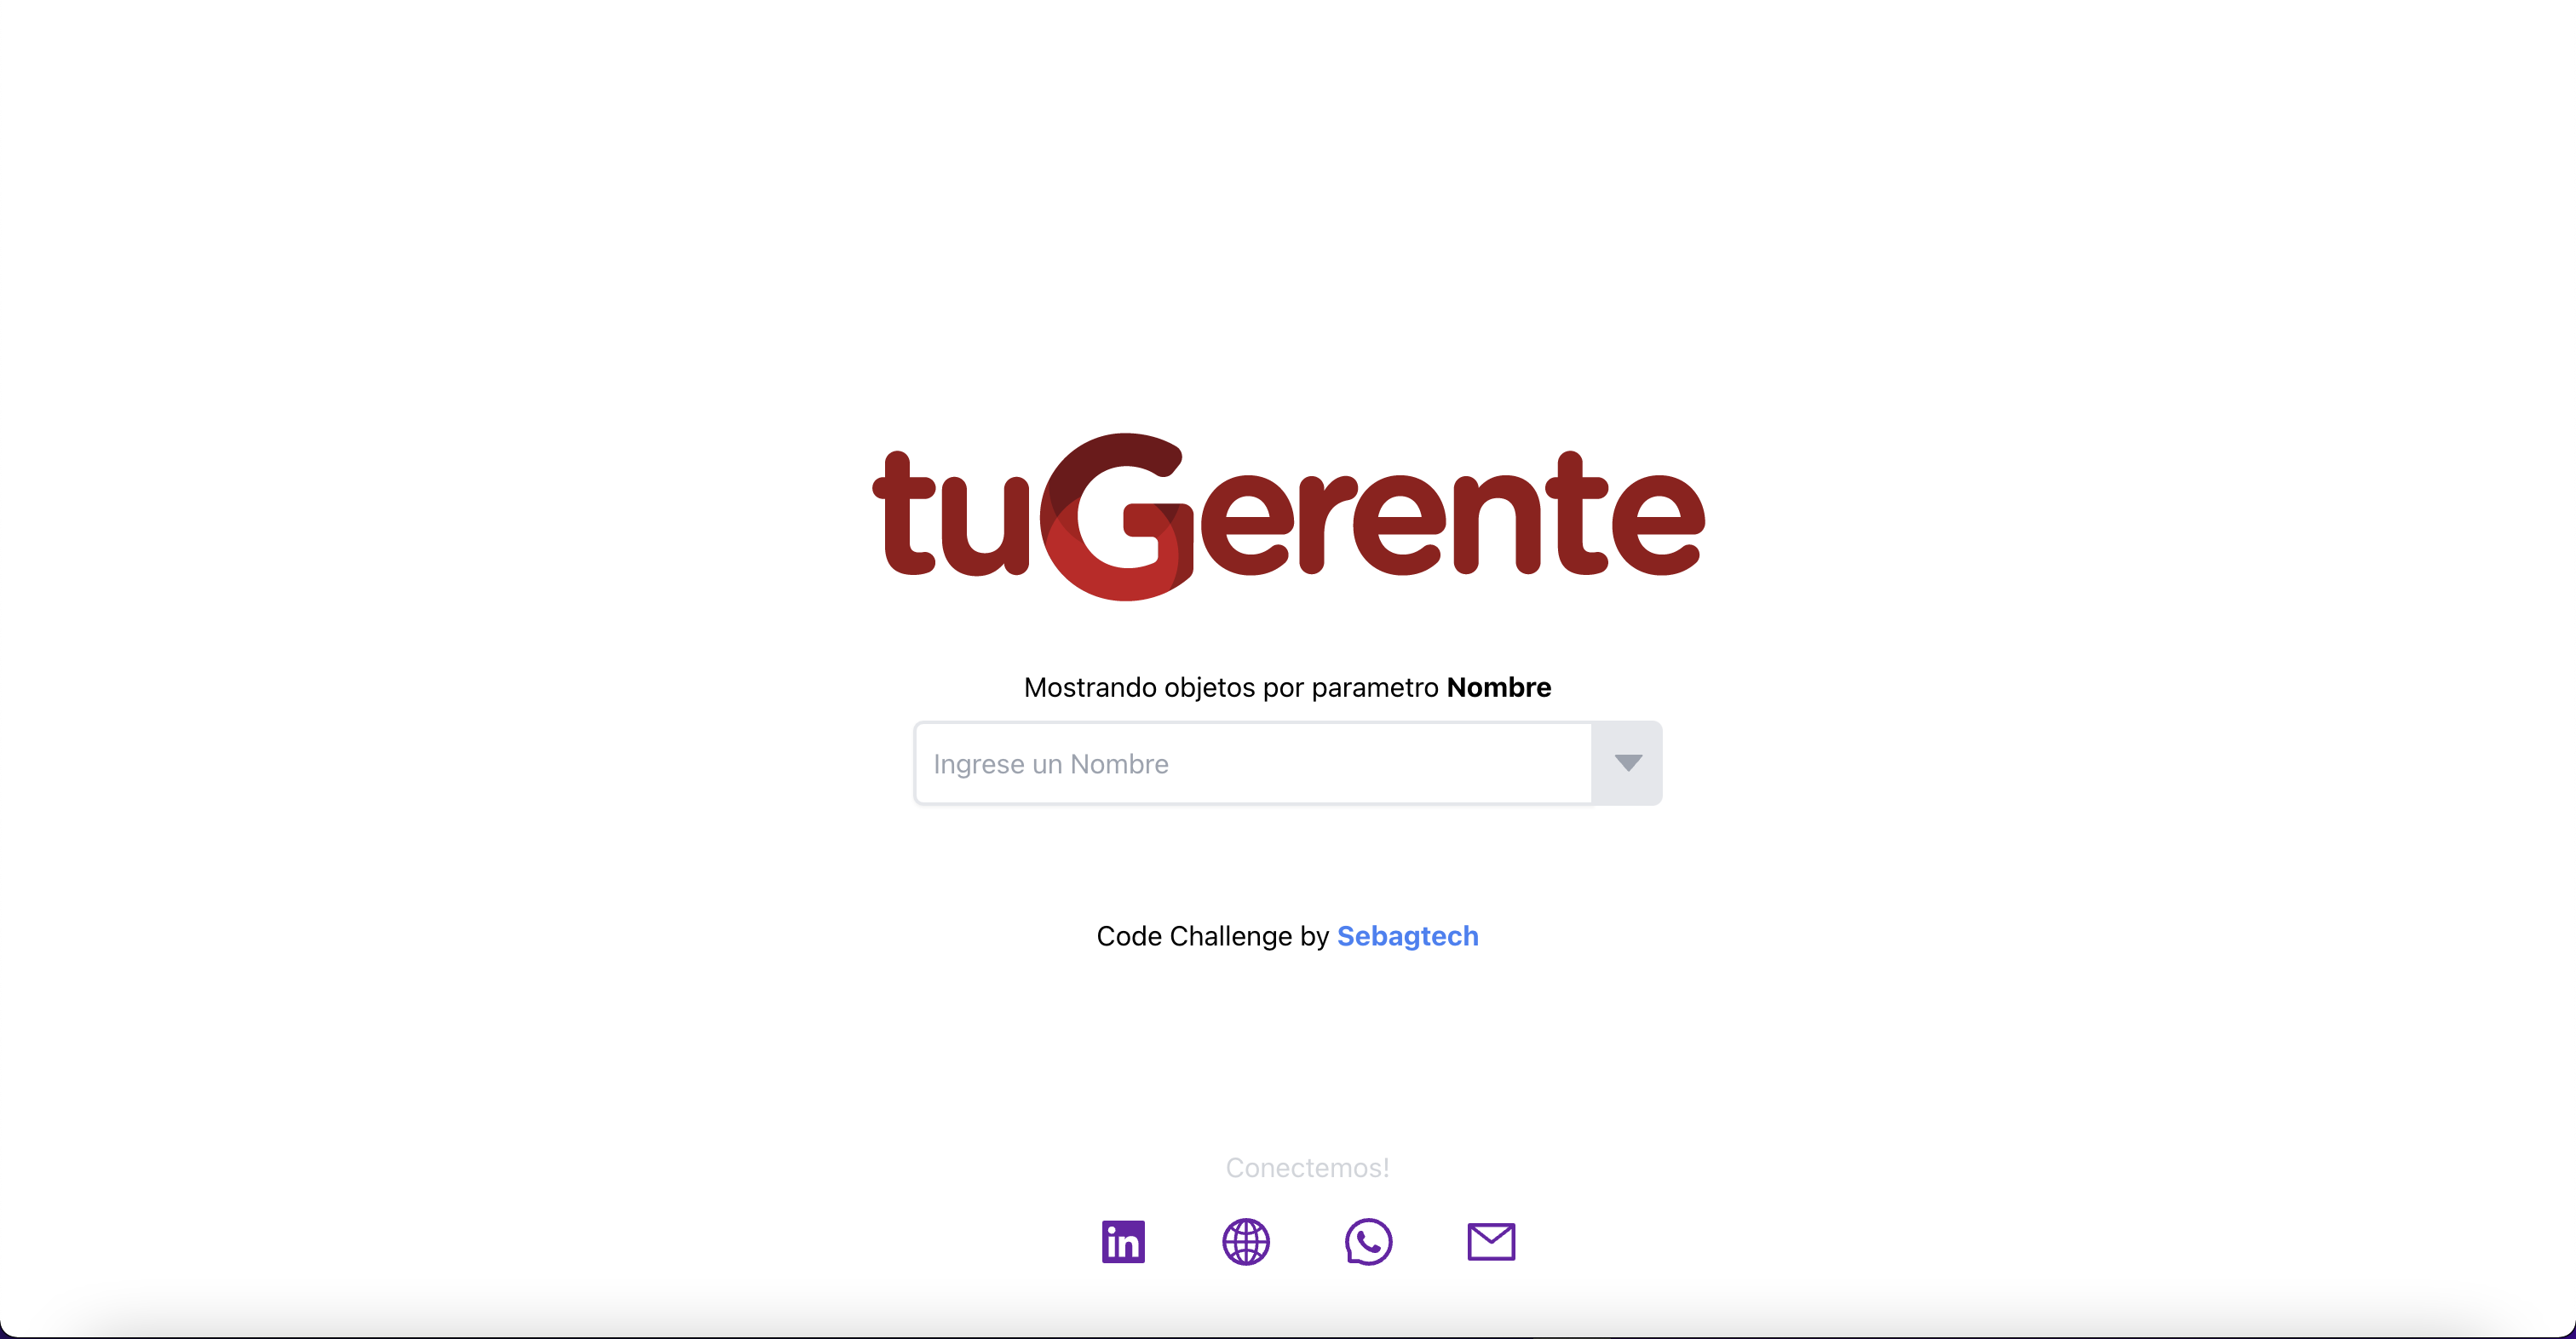 tuGerente
Mostrando objetos por parametro Nombre
Ingrese un Nombre
Code Challenge by Sebagtech
Conectemos!
in